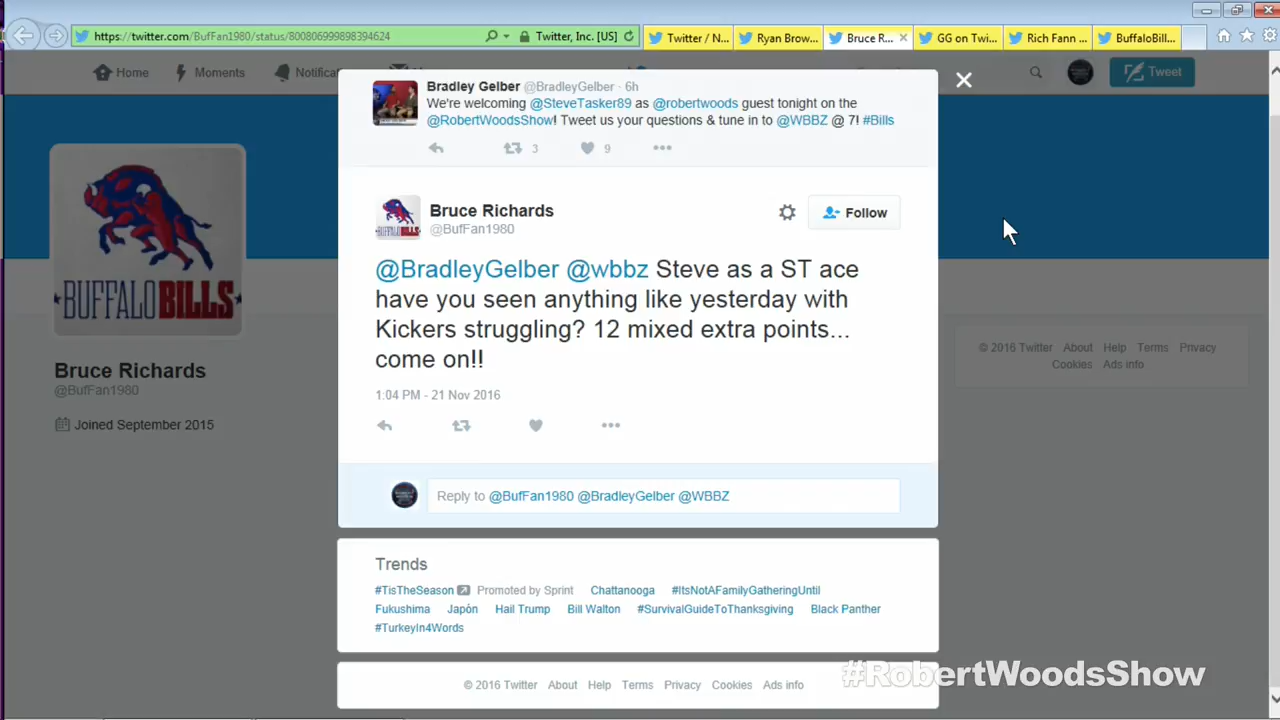 https://twitter.com/BufFan1980/status/800806999898394624
Twitter, Inc. [US]
Twitter / N...
Ryan Brow...
Bruce R...
GG on Twi...
Rich Fann ...
BuffaloBill...
Home
Moments
Tweet
Bradley Gelber @BradleyGelber · 6h
We're welcoming @SteveTasker89 as @robertwoods guest tonight on the
@RobertWoodsShow! Tweet us your questions & tune in to @WBBZ @ 7! #Bills
3
9
BUFFALO BILLS
Bruce Richards
@BufFan1980
Joined September 2015
Bruce Richards
@BufFan1980
Follow
@BradleyGelber @wbbz Steve as a ST ace
have you seen anything like yesterday with
Kickers struggling? 12 mixed extra points...
come on!!
1:04 PM - 21 Nov 2016
Reply to @BufFan1980 @BradleyGelber @WBBZ
© 2016 Twitter About Help Terms Privacy
Cookies Ads info
Trends
#TisTheSeason Promoted by Sprint Chattanooga #ItsNotAFamilyGatheringUntil
Fukushima Japón Hail Trump Bill Walton #SurvivalGuideToThanksgiving Black Panther
#TurkeyIn4Words
© 2016 Twitter About Help Terms Privacy Cookies Ads info
#RobertWoodsShow